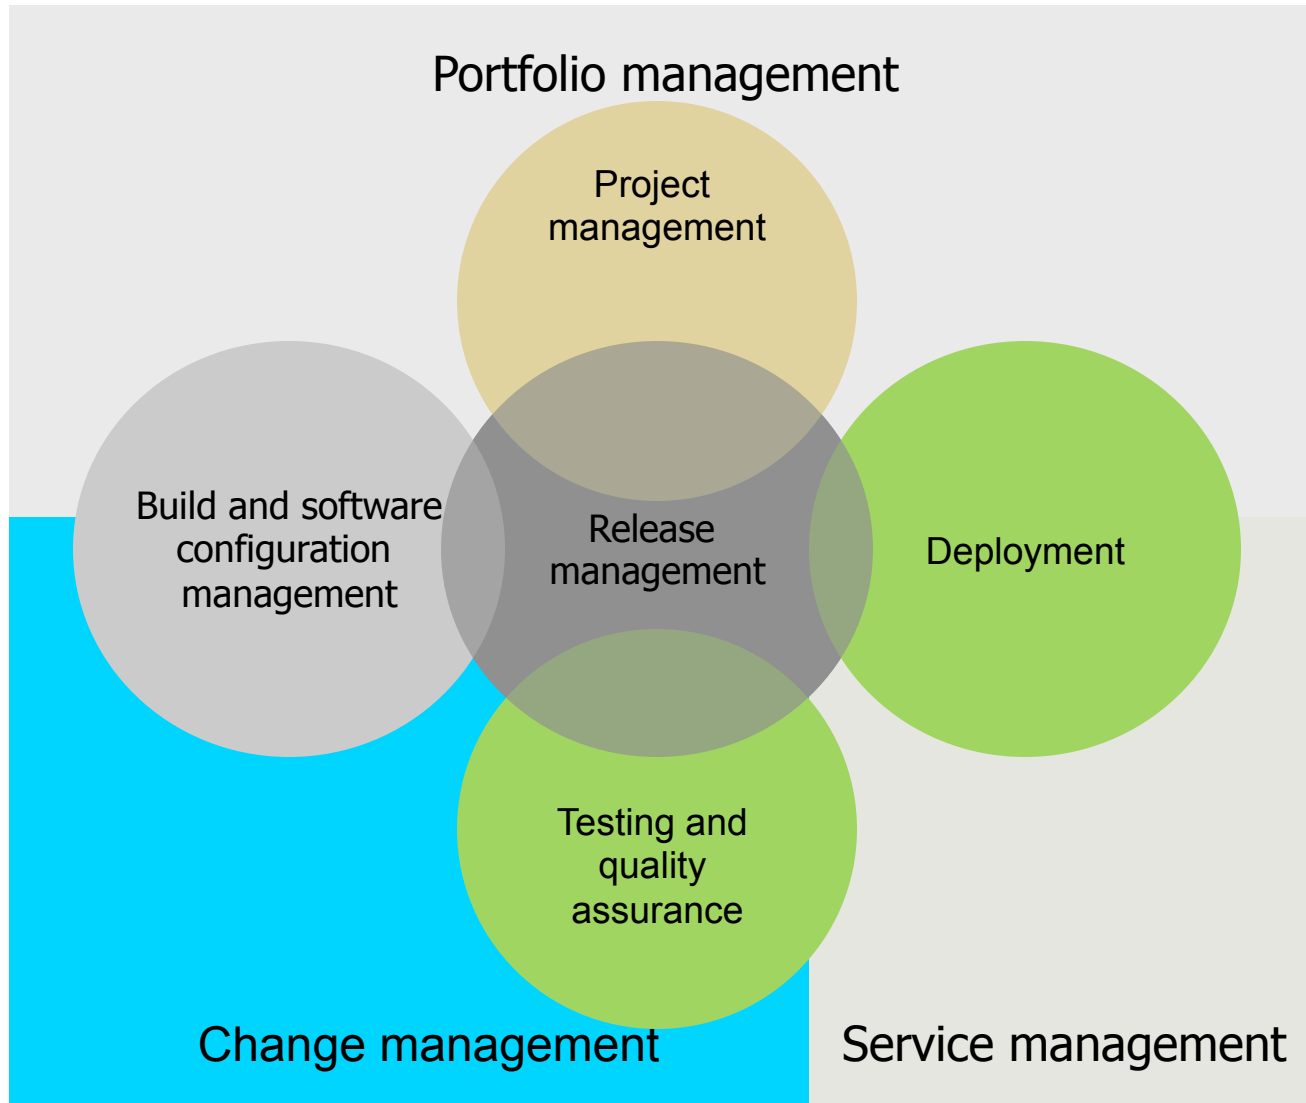 Portfolio management
Project
management
Build and software
configuration
management
Release
management
Deployment
Testing and
quality
assurance
Change management
Service management